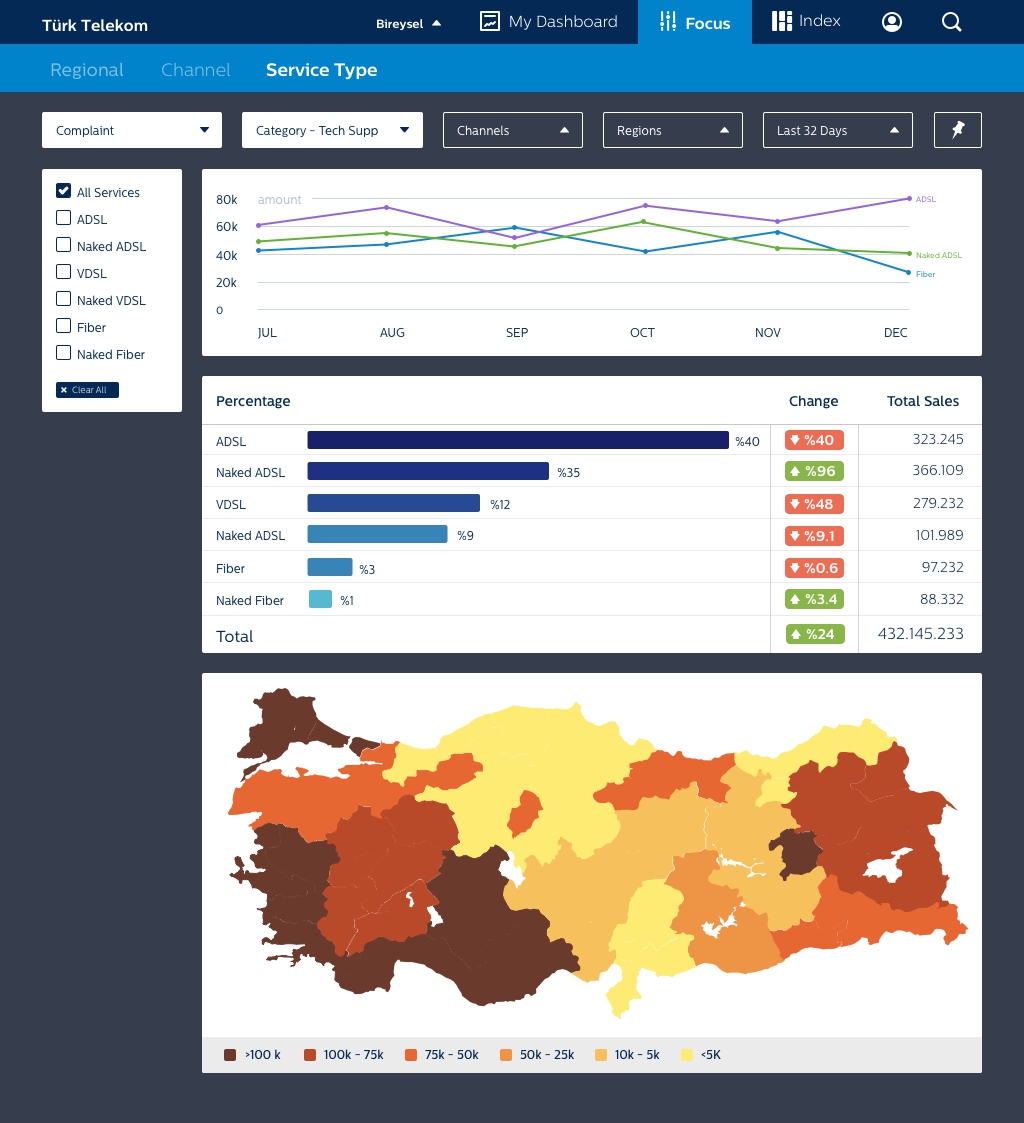 Türk Telekom
Bireysel
My Dashboard
Focus
Index
Regional
Channel
Service Type
Complaint
Category - Tech Supp
Channels
Regions
Last 32 Days
All Services
ADSL
Naked ADSL
VDSL
Naked VDSL
Fiber
Naked Fiber
× Clear All
80k
60k
40k
20k
0
amount
ADSL
Naked ADSL
Fiber
JUL AUG SEP OCT NOV DEC
Percentage Change Total Sales
ADSL %40 %40 323.245
Naked ADSL %35 %96 366.109
VDSL %12 %48 279.232
Naked ADSL %9 %9.1 101.989
Fiber %3 %0.6 97.232
Naked Fiber %1 %3.4 88.332
Total %24 432.145.233
>100 k 100k - 75k 75k - 50k 50k - 25k 10k - 5k <5K